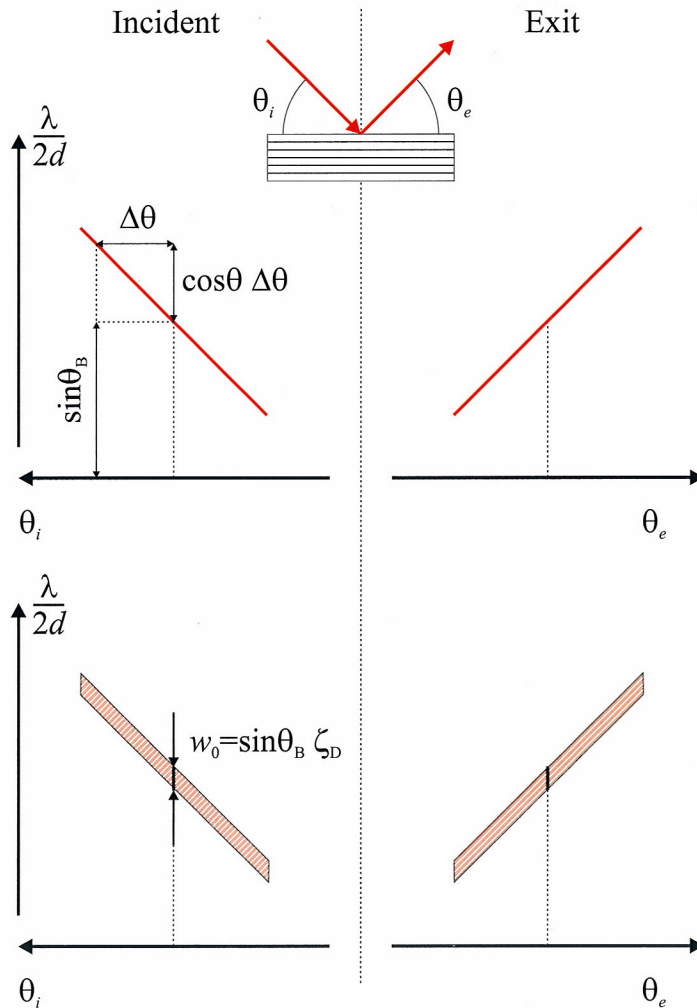 Incident
Exit
θi
θe
λ
2d
Δθ
cosθ Δθ
sinθB
θi
θe
λ
2d
w0=sinθB ζD
θi
θe